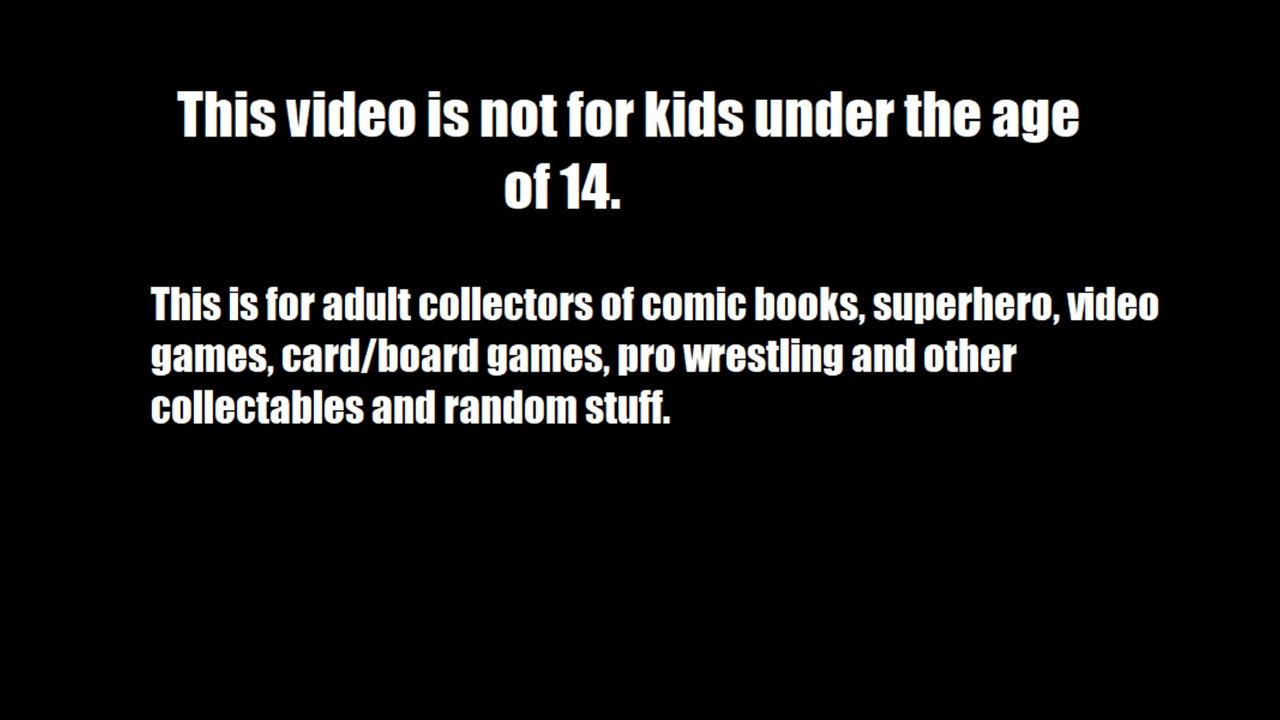 This video is not for kids under the age
of 14.
This is for adult collectors of comic books, superhero, video
games, card/board games, pro wrestling and other
collectables and random stuff.